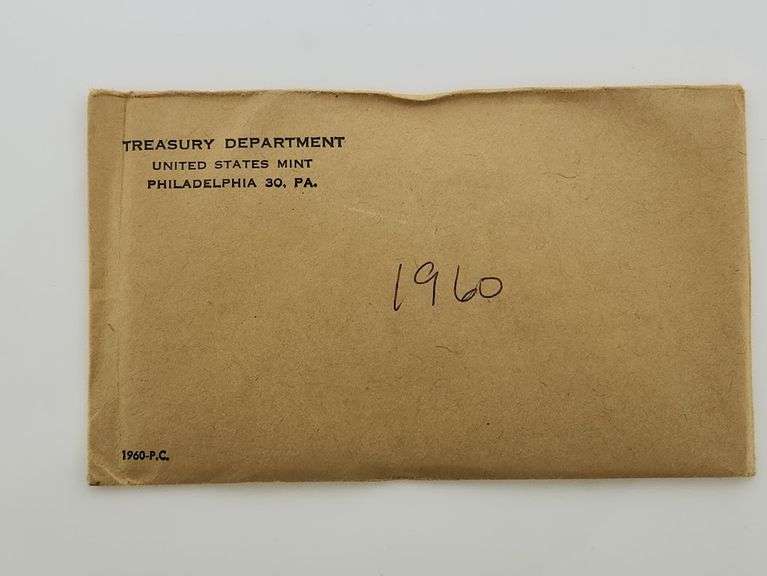 TREASURY DEPARTMENT
UNITED STATES MINT
PHILADELPHIA 30, PA.
1960
1960-P.C.